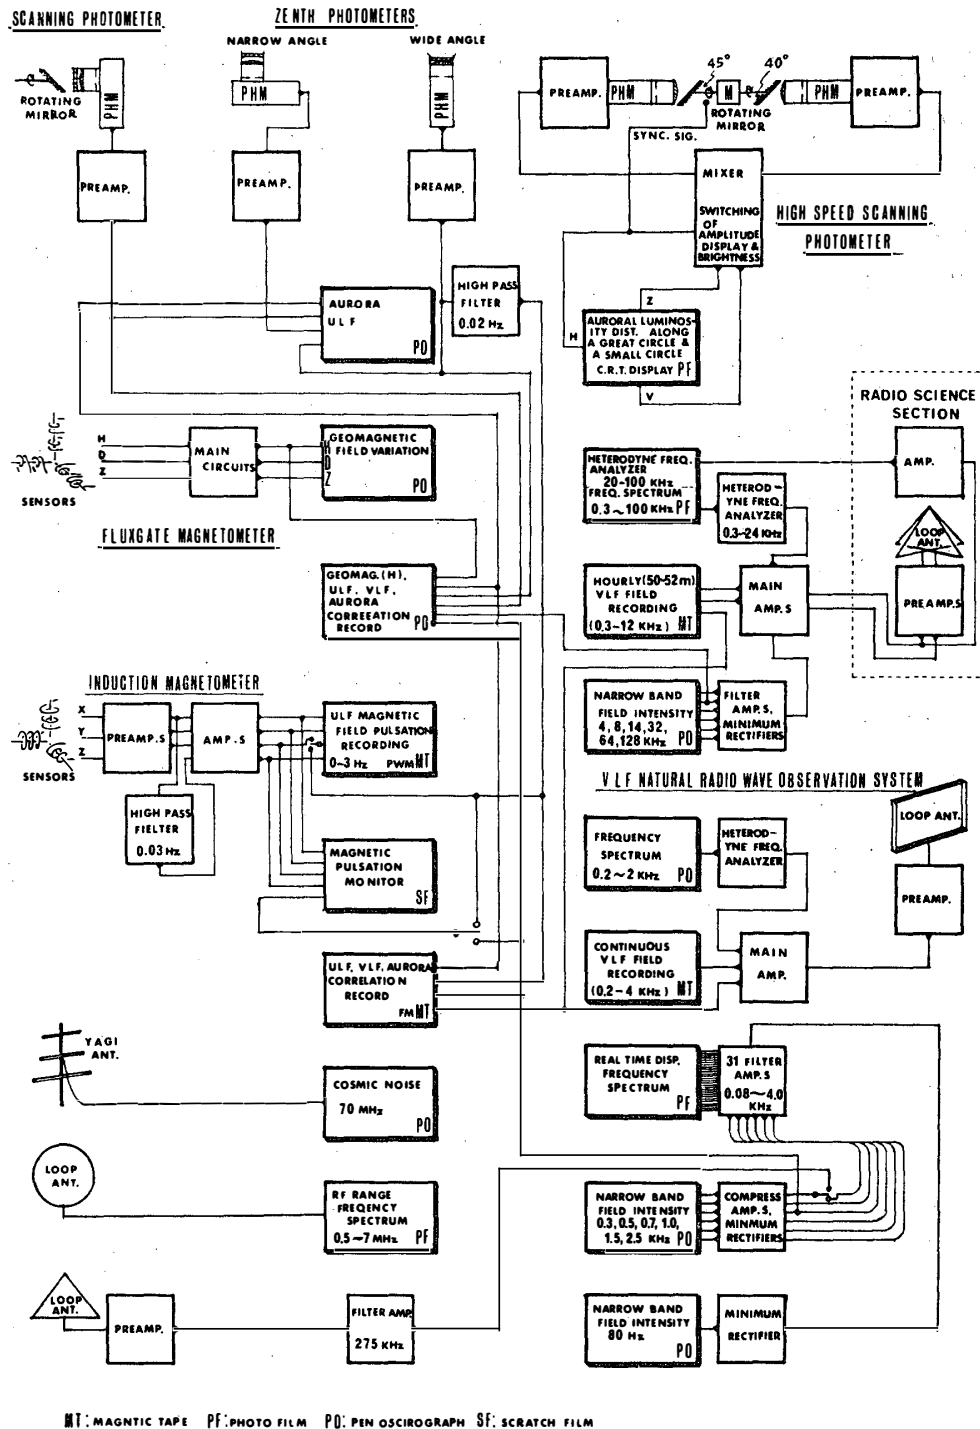 SCANNING PHOTOMETER
ZENTH PHOTOMETERS
NARROW ANGLE
WIDE ANGLE
ROTATING
MIRROR
PHM
PHM
PHM
PREAMP.
PREAMP.
PREAMP.
PREAMP.
PHM
45°
M
40°
PHM
PREAMP.
ROTATING
MIRROR
SYNC. SIG.
MIXER
SWITCHING
OF
AMPLITUDE
DISPLAY &
BRIGHTNESS
HIGH SPEED SCANNING
PHOTOMETER
AURORA
ULF
PO
HIGH PASS
FILTER
0.02 Hz
Z
H
AURAL LUMINOS-
ITY DIST. ALONG
A GREAT CIRCLE &
A SMALL CIRCLE
C.R.T. DISPLAY PF
V
H
D
Z
SENSORS
MAIN
CIRCUITS
GEOMAGNETIC
FIELD VARIATION
H
D
Z
PO
FLUXGATE MAGNETOMETER
GEOMAG.(H),
ULF, VLF,
AURORA
CORREEATION
RECORD PO
RADIO SCIENCE
SECTION
AMP.
LOOP
ANT.
PREAMP.S
HETERODYNE FREQ.
ANALYZER
20-100 KHz
FREQ. SPECTRUM
0.3~100 KHz PF
HETEROD-
YNE FREQ.
ANALYZER
0.3-24 KHz
HOURLY(50-52m)
VLF FIELD
RECORDING
(0.3-12 KHz) MT
MAIN
AMP.S
NARROW BAND
FIELD INTENSITY
4, 8, 14, 32,
64, 128 KHz PO
FILTER
AMP.S,
MINIMUM
RECTIFIERS
VLF NATURAL RADIO WAVE OBSERVATION SYSTEM
INDUCTION MAGNETOMETER
X
Y
Z
SENSORS
PREAMP.S
AMP.S
HIGH PASS
FIELTER
0.03 Hz
ULF MAGNETIC
FIELD PULSATION
RECORDING
0-3 Hz PWM MT
MAGNETIC
PULSATION
MONITOR
SF
ULF, VLF, AURORA
CORRELATION
RECORD
FM MT
FREQUENCY
SPECTRUM
0.2~2 KHz PO
HETEROD-
YNE FREQ.
ANALYZER
LOOP ANT.
PREAMP.
CONTINUOUS
VLF FIELD
RECORDING
(0.2-4 KHz) MT
MAIN
AMP.
YAGI
ANT.
COSMIC NOISE
70 MHz
PO
REAL TIME DISP.
FREQUENCY
SPECTRUM
PF
31 FILTER
AMP.S
0.08~4.0
KHz
LOOP
ANT.
RF RANGE
FREQENCY
SPECTRUM
0.5~7 MHz PF
NARROW BAND
FIELD INTENSITY
0.3, 0.5, 0.7, 1.0,
1.5, 2.5 KHz PO
COMPRESS
AMP.S,
MINMUM
RECTIFIERS
LOOP
ANT.
PREAMP.
FILTER AMP.
275 KHz
NARROW BAND
FIELD INTENSITY
80 Hz
PO
MINIMUM
RECTIFIER
MT: MAGNTIC TAPE PF: PHOTO FILM PO: PEN OSCIROGRAPH SF: SCRATCH FILM